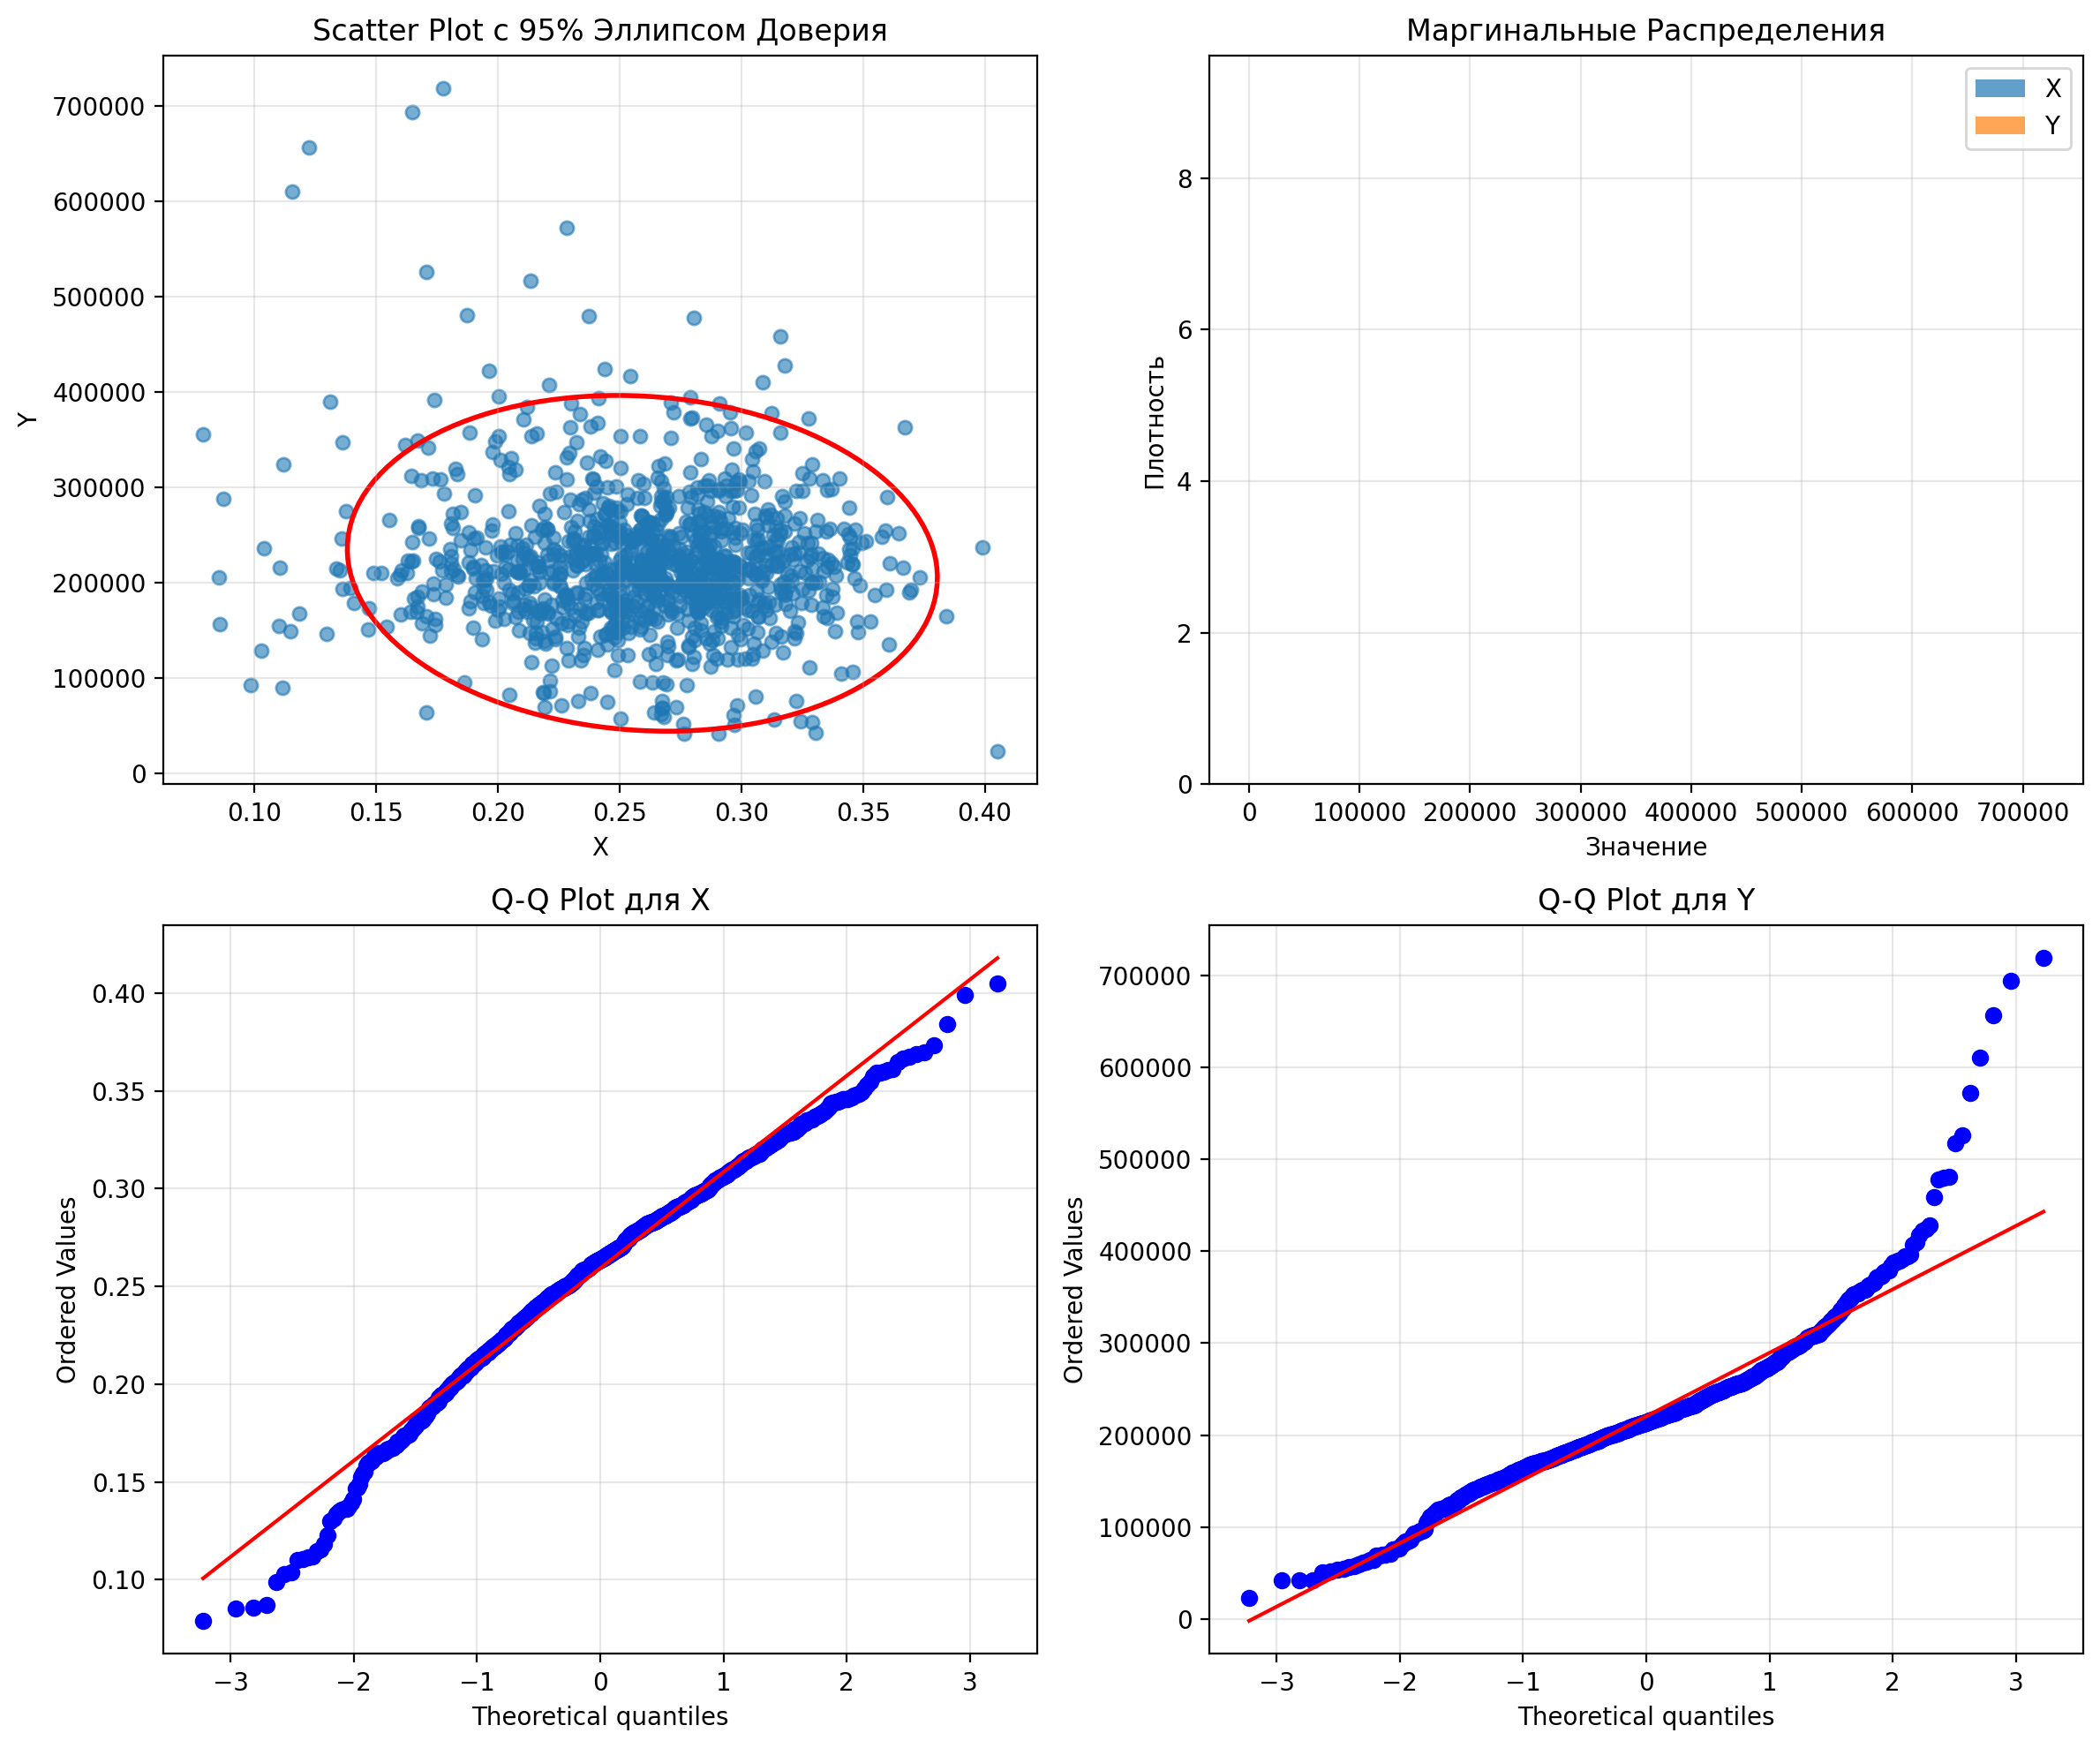 Scatter Plot с 95% Эллипсом Доверия
700000
600000
500000
400000
300000
200000
100000
0
Y
0.10 0.15 0.20 0.25 0.30 0.35 0.40
X
Маргинальные Распределения
X
Y
8
6
4
2
0
Плотность
0 100000 200000 300000 400000 500000 600000 700000
Значение
Q-Q Plot для X
0.40
0.35
0.30
0.25
0.20
0.15
0.10
Ordered Values
−3 −2 −1 0 1 2 3
Theoretical quantiles
Q-Q Plot для Y
700000
600000
500000
400000
300000
200000
100000
0
Ordered Values
−3 −2 −1 0 1 2 3
Theoretical quantiles